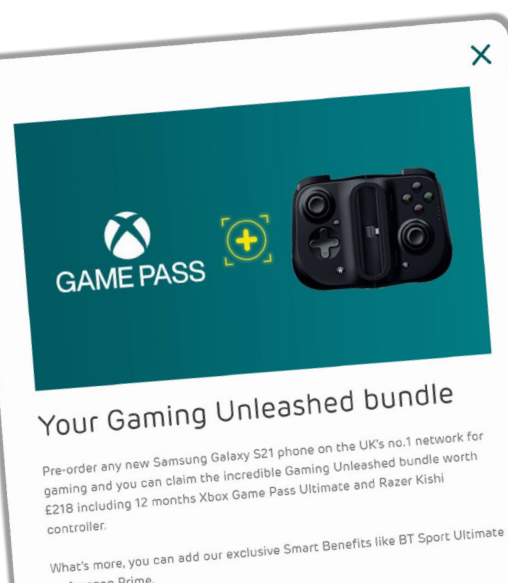 GAME PASS
Your Gaming Unleashed bundle
Pre-order any new Samsung Galaxy S21 phone on the UK's no.1 network for
gaming and you can claim the incredible Gaming Unleashed bundle worth
£218 including 12 months Xbox Game Pass Ultimate and Razer Kishi
controller.
What's more, you can add our exclusive Smart Benefits like BT Sport Ultimate
Prime.